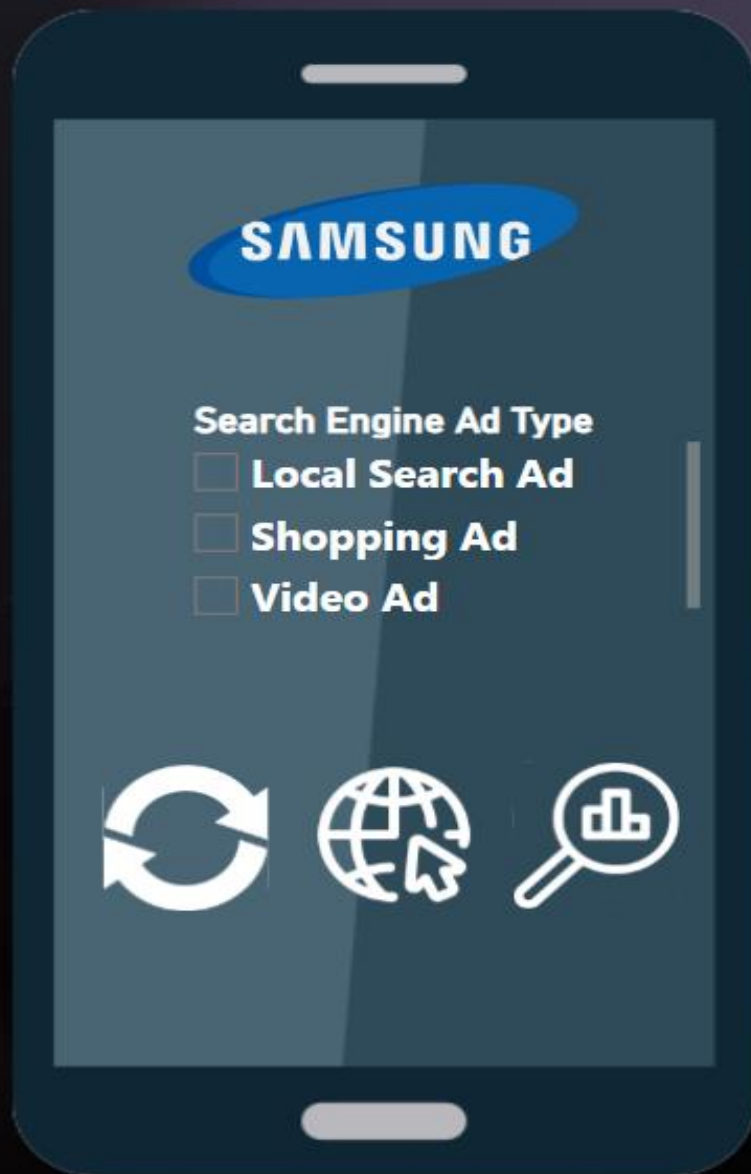 SAMSUNG
Search Engine Ad Type
Local Search Ad
Shopping Ad
Video Ad